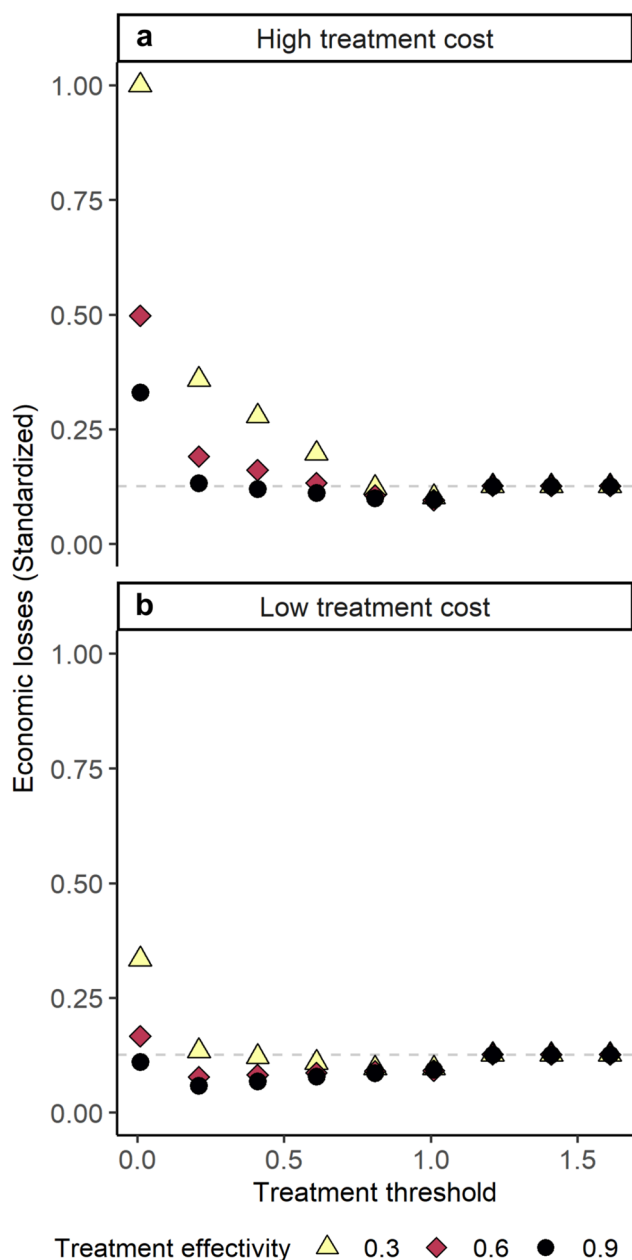 a High treatment cost
1.00
0.75
0.50
0.25
0.00
b Low treatment cost
1.00
0.75
0.50
0.25
0.00
0.0 0.5 1.0 1.5
Economic losses (Standardized)
Treatment threshold
Treatment effectivity 0.3 0.6 0.9